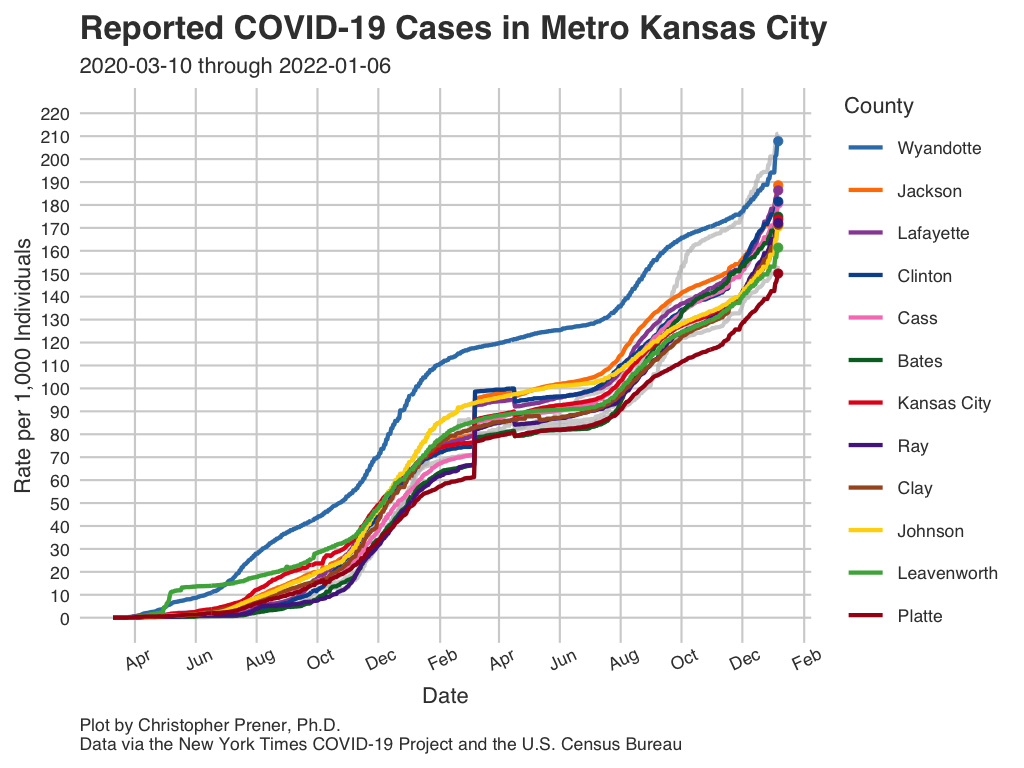 Reported COVID-19 Cases in Metro Kansas City
2020-03-10 through 2022-01-06
Rate per 1,000 Individuals
220
210
200
190
180
170
160
150
140
130
120
110
100
90
80
70
60
50
40
30
20
10
0
Apr Jun Aug Oct Dec Feb Apr Jun Aug Oct Dec Feb
Date
County
Wyandotte
Jackson
Lafayette
Clinton
Cass
Bates
Kansas City
Ray
Clay
Johnson
Leavenworth
Platte
Plot by Christopher Prener, Ph.D.
Data via the New York Times COVID-19 Project and the U.S. Census Bureau